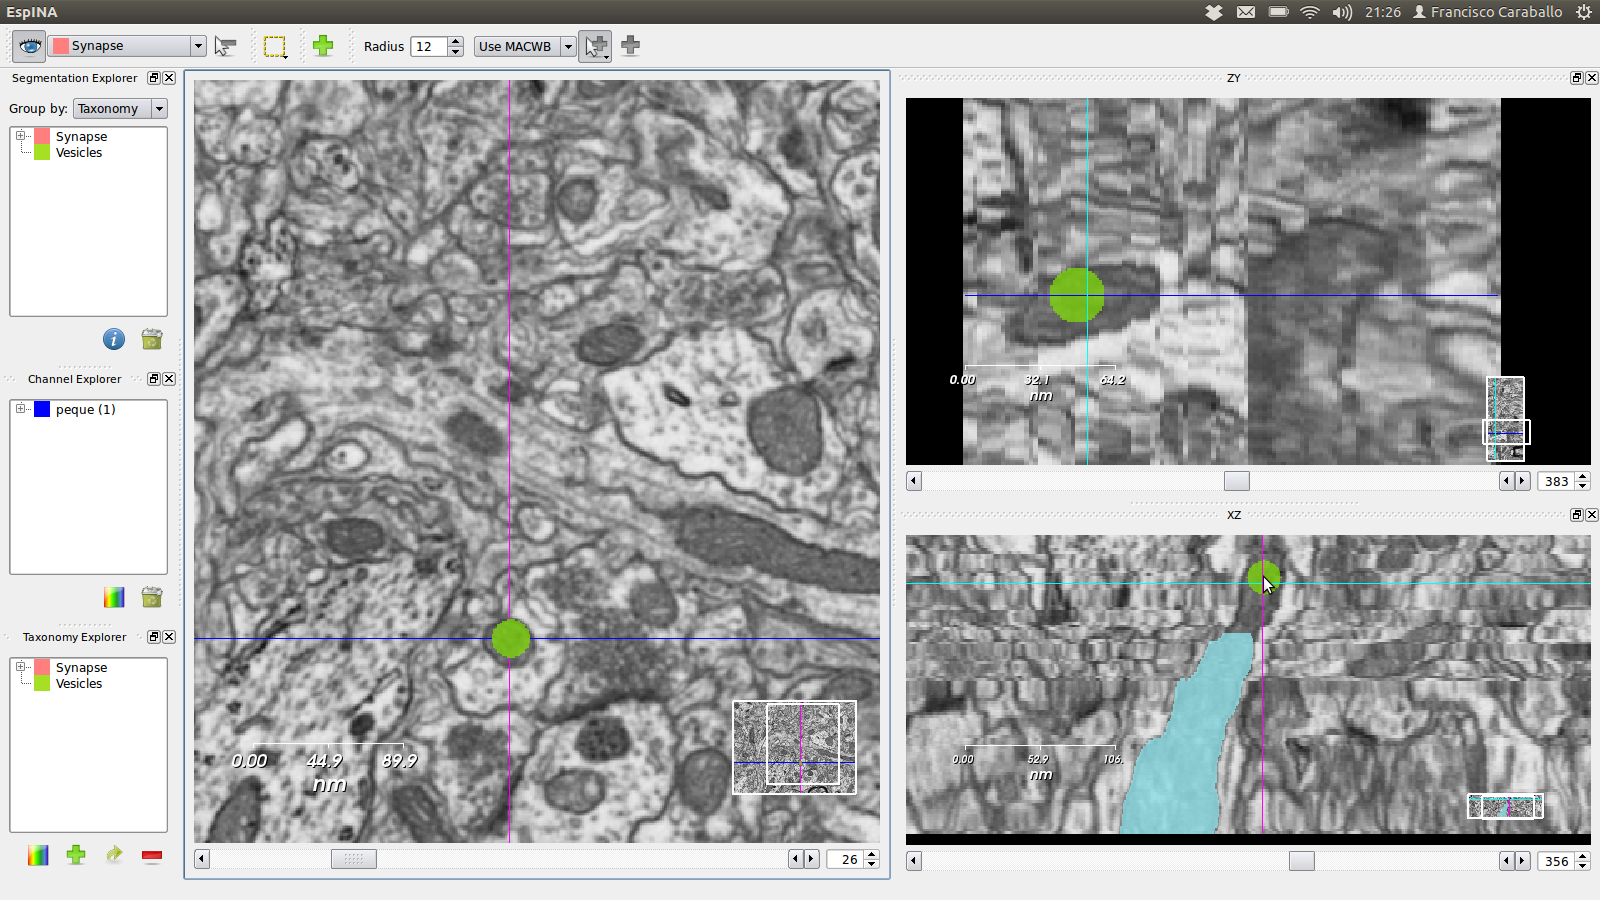 EspINA
21:26 Francisco Caraballo
Synapse
Radius 12
Use MACWB
Segmentation Explorer
Group by: Taxonomy
Synapse
Vesicles
Channel Explorer
peque (1)
Taxonomy Explorer
Synapse
Vesicles
0.00 44.9 89.9
nm
26
ZY
0.00 32.1 64.2
nm
383
XZ
0.00 52.9 106.
nm
356